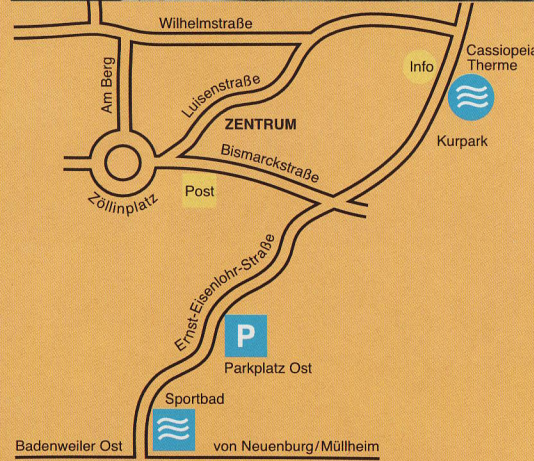 Wilhelmstraße
Cassiopeia
Therme
Info
Am Berg
Luisenstraße
ZENTRUM
Kurpark
Bismarckstraße
Post
Zöllinplatz
Ernst-Eisenlohr-Straße
P
Parkplatz Ost
Sportbad
Badenweiler Ost
von Neuenburg/Müllheim